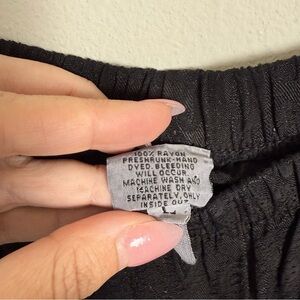 100% RAYON
PRESHRUNK-HAND
DYED. BLEEDING
WILL OCCUR.
MACHINE WASH AND
MACHINE DRY
SEPARATELY, ONLY
INSIDE OUT